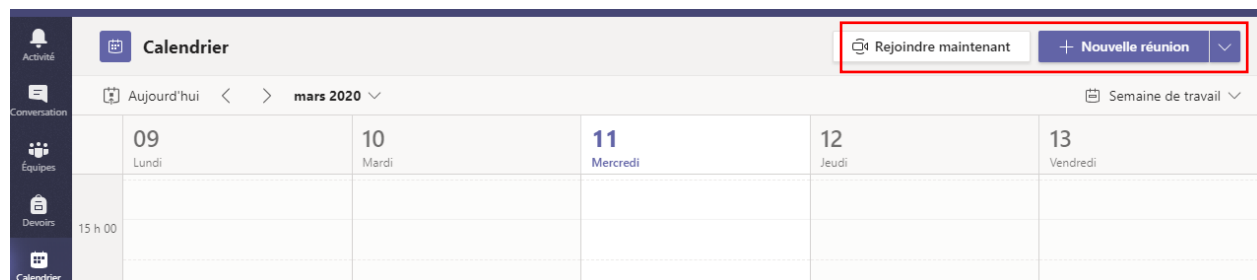 Activité
Calendrier
Rejoindre maintenant
+ Nouvelle réunion
Conversation
Aujourd'hui < > mars 2020
Semaine de travail
Équipes
09
Lundi
10
Mardi
11
Mercredi
12
Jeudi
13
Vendredi
Devoirs
15 h 00
Calendrier